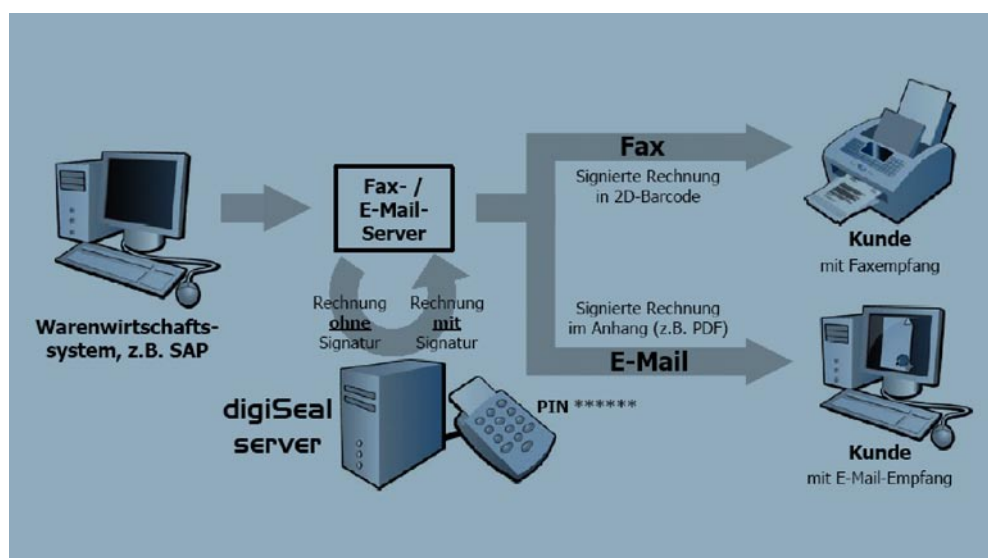 Warenwirtschafts-
system, z.B. SAP
Fax- /
E-Mail-
Server
Rechnung
ohne
Signatur
Rechnung
mit
Signatur
digiSeal
server
PIN ******
Fax
Signierte Rechnung
in 2D-Barcode
Kunde
mit Faxempfang
Signierte Rechnung
im Anhang (z.B. PDF)
E-Mail
Kunde
mit E-Mail-Empfang